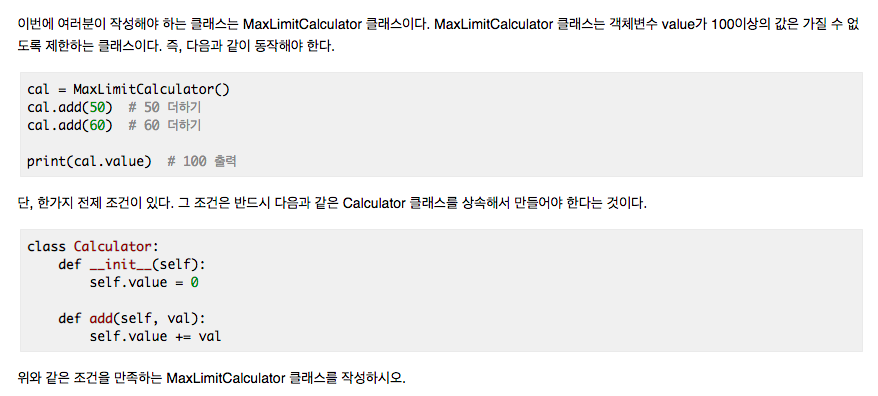 이번에 여러분이 작성해야 하는 클래스는 MaxLimitCalculator 클래스이다. MaxLimitCalculator 클래스는 객체변수 value가 100이상의 값은 가질 수 없
도록 제한하는 클래스이다. 즉, 다음과 같이 동작해야 한다.
cal = MaxLimitCalculator()
cal.add(50)  # 50 더하기
cal.add(60)  # 60 더하기
print(cal.value)  # 100 출력
단, 한가지 전제 조건이 있다. 그 조건은 반드시 다음과 같은 Calculator 클래스를 상속해서 만들어야 한다는 것이다.
class Calculator:
    def __init__(self):
        self.value = 0
    def add(self, val):
        self.value += val
위와 같은 조건을 만족하는 MaxLimitCalculator 클래스를 작성하시오.